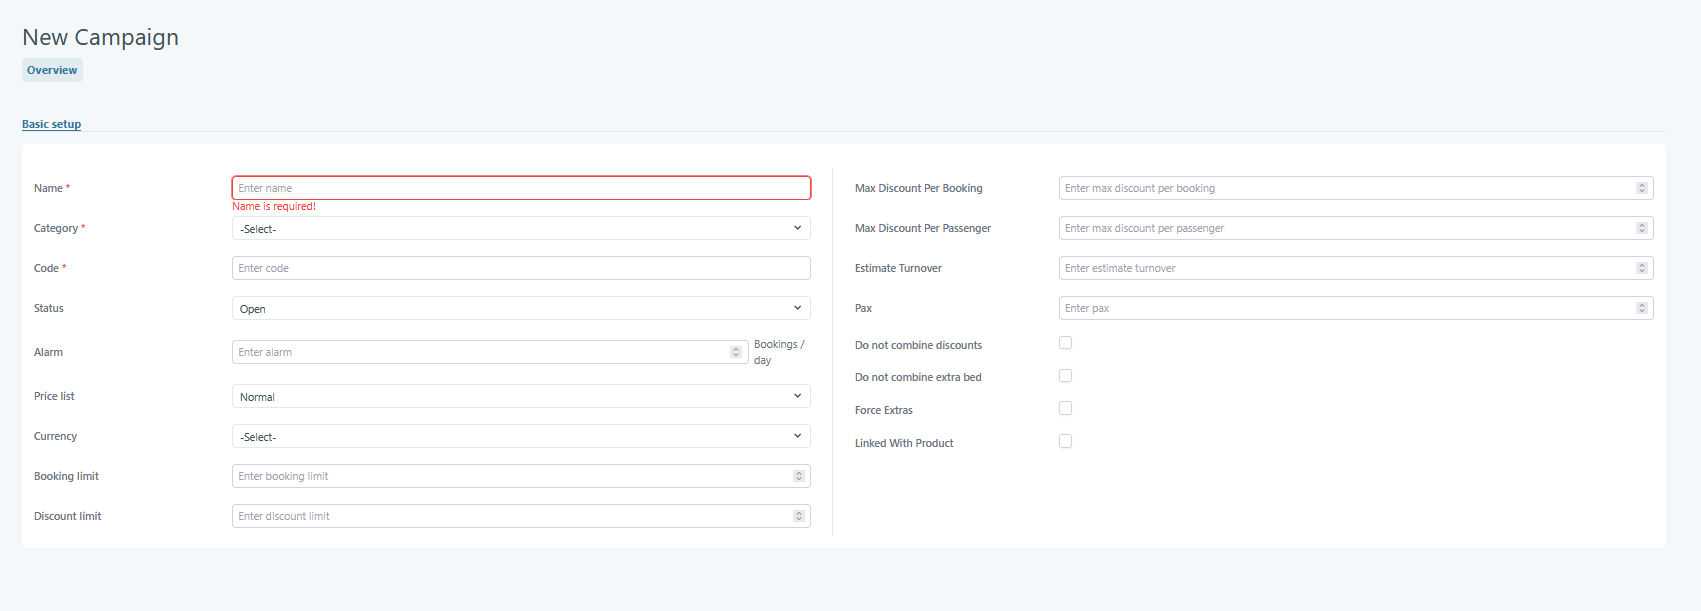 New Campaign
Overview
Basic setup
Name *
Enter name
Name is required!
Category *
-Select-
Code *
Enter code
Status
Open
Alarm
Enter alarm
Bookings /
day
Price list
Normal
Currency
-Select-
Booking limit
Enter booking limit
Discount limit
Enter discount limit
Max Discount Per Booking
Enter max discount per booking
Max Discount Per Passenger
Enter max discount per passenger
Estimate Turnover
Enter estimate turnover
Pax
Enter pax
Do not combine discounts
Do not combine extra bed
Force Extras
Linked With Product